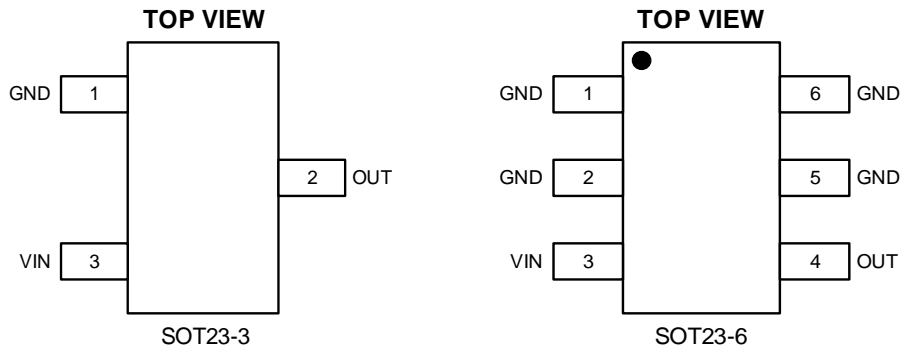 TOP VIEW
GND 1
2 OUT
VIN 3
SOT23-3
TOP VIEW
GND 1 6 GND
GND 2 5 GND
VIN 3 4 OUT
SOT23-6